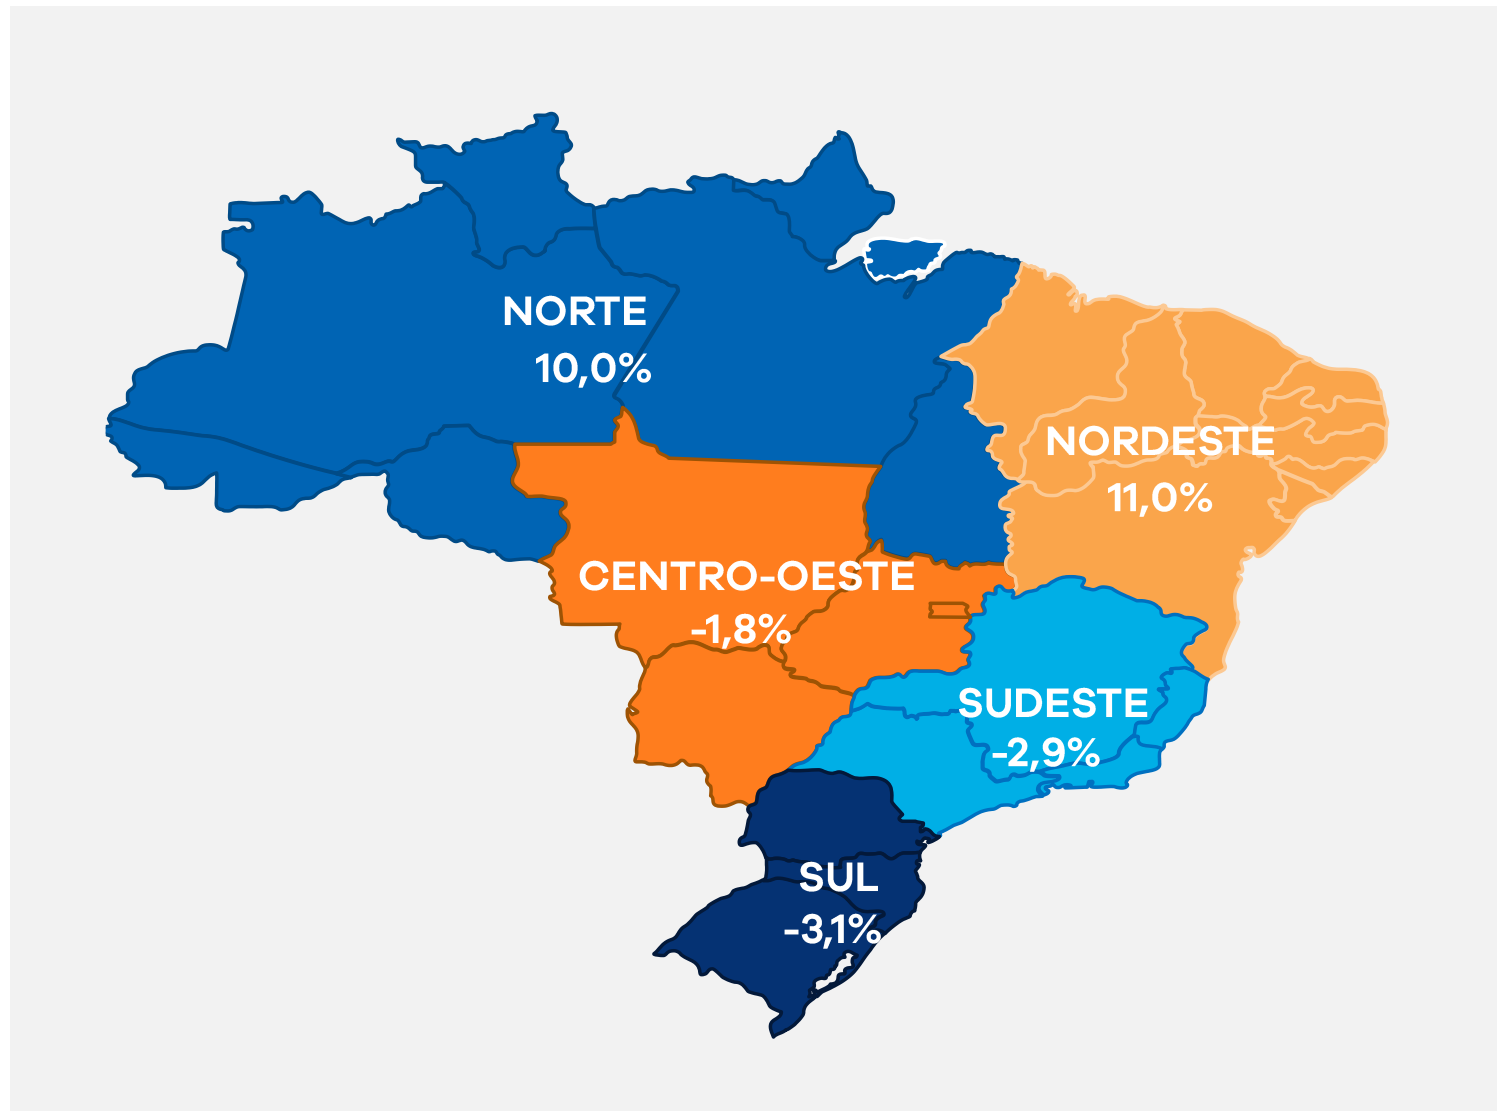 NORTE
10,0%
NORDESTE
11,0%
CENTRO-OESTE
-1,8%
SUDESTE
-2,9%
SUL
-3,1%